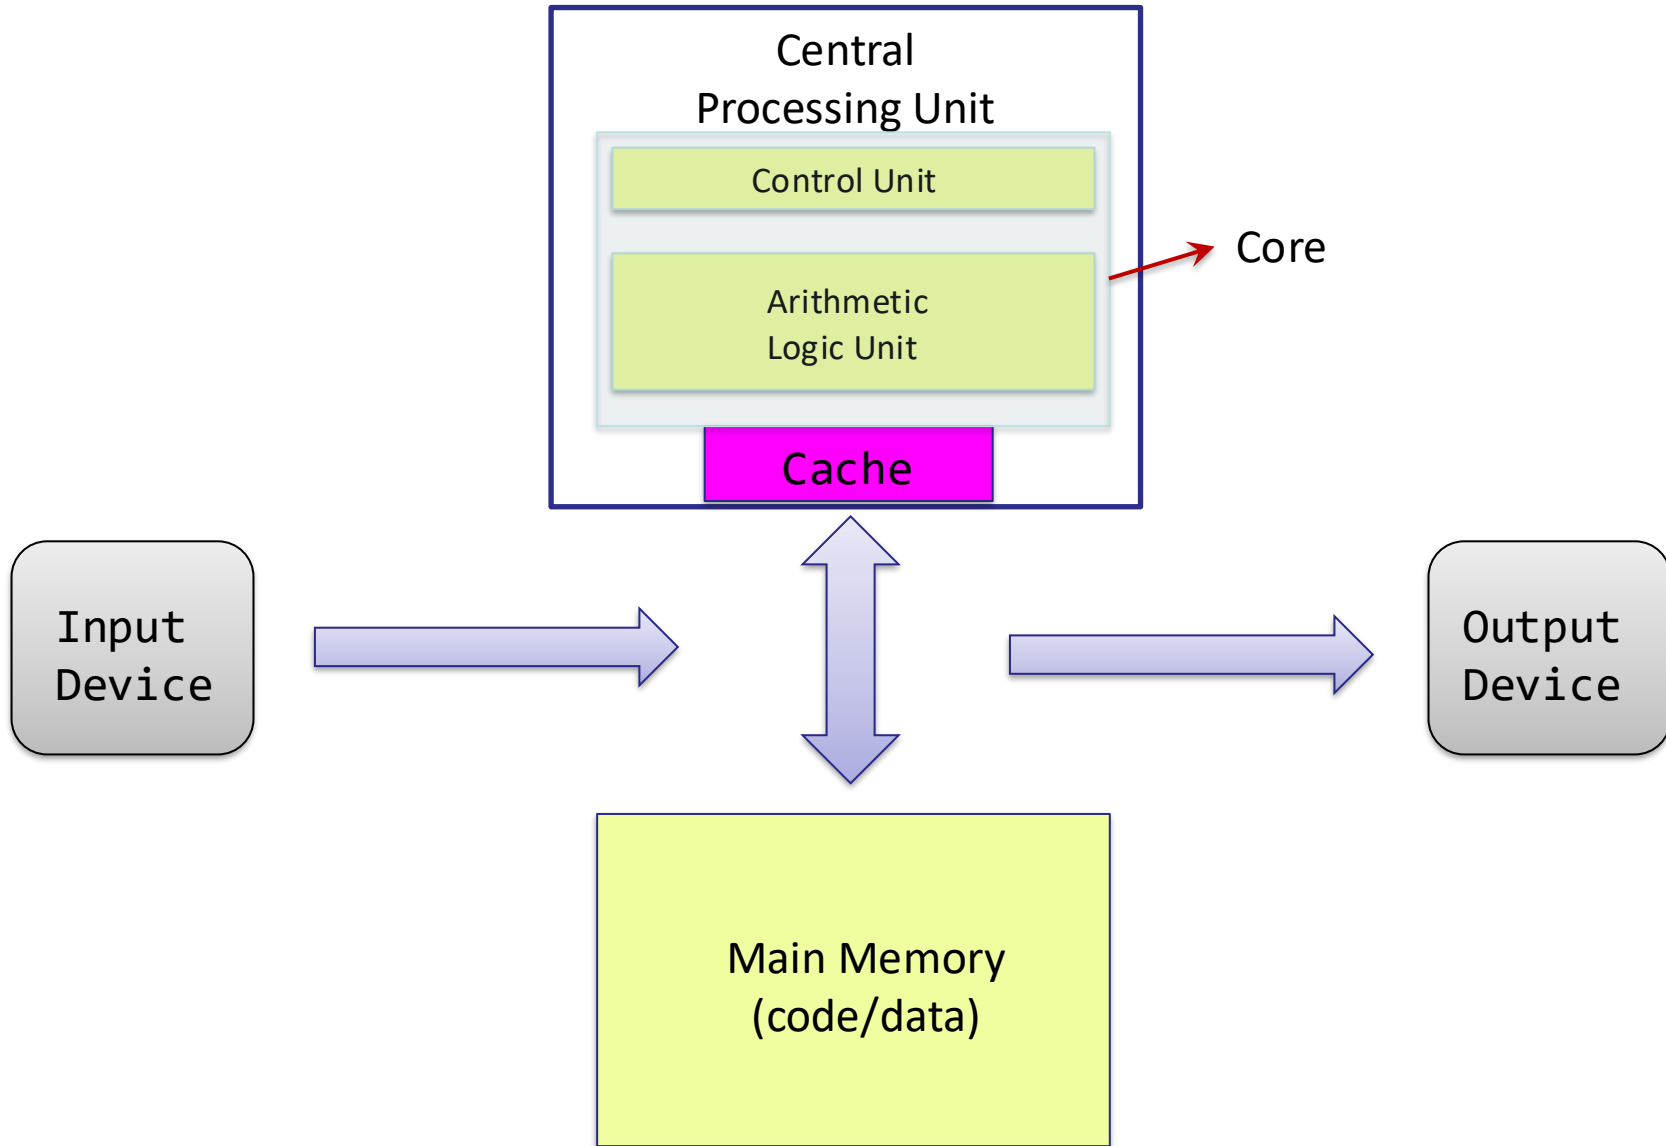 Central
Processing Unit
Control Unit
Core
Arithmetic
Logic Unit
Cache
Input
Device
Output
Device
Main Memory
(code/data)